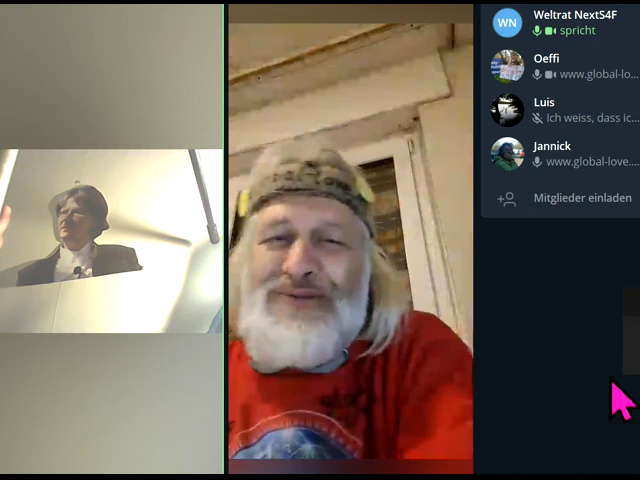 WN
Weltrat NextS4F
spricht
Oeffi
www.global-lo...
Luis
Ich weiss, dass ic...
Jannick
www.global-love....
Mitglieder einladen